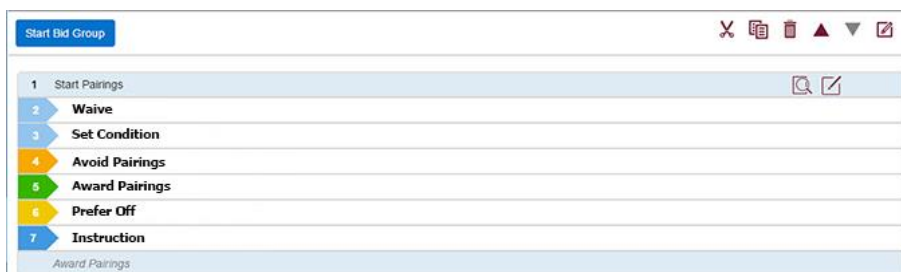 Start Bid Group
1 Start Pairings
2 Waive
3 Set Condition
4 Avoid Pairings
5 Award Pairings
6 Prefer Off
7 Instruction
Award Pairings